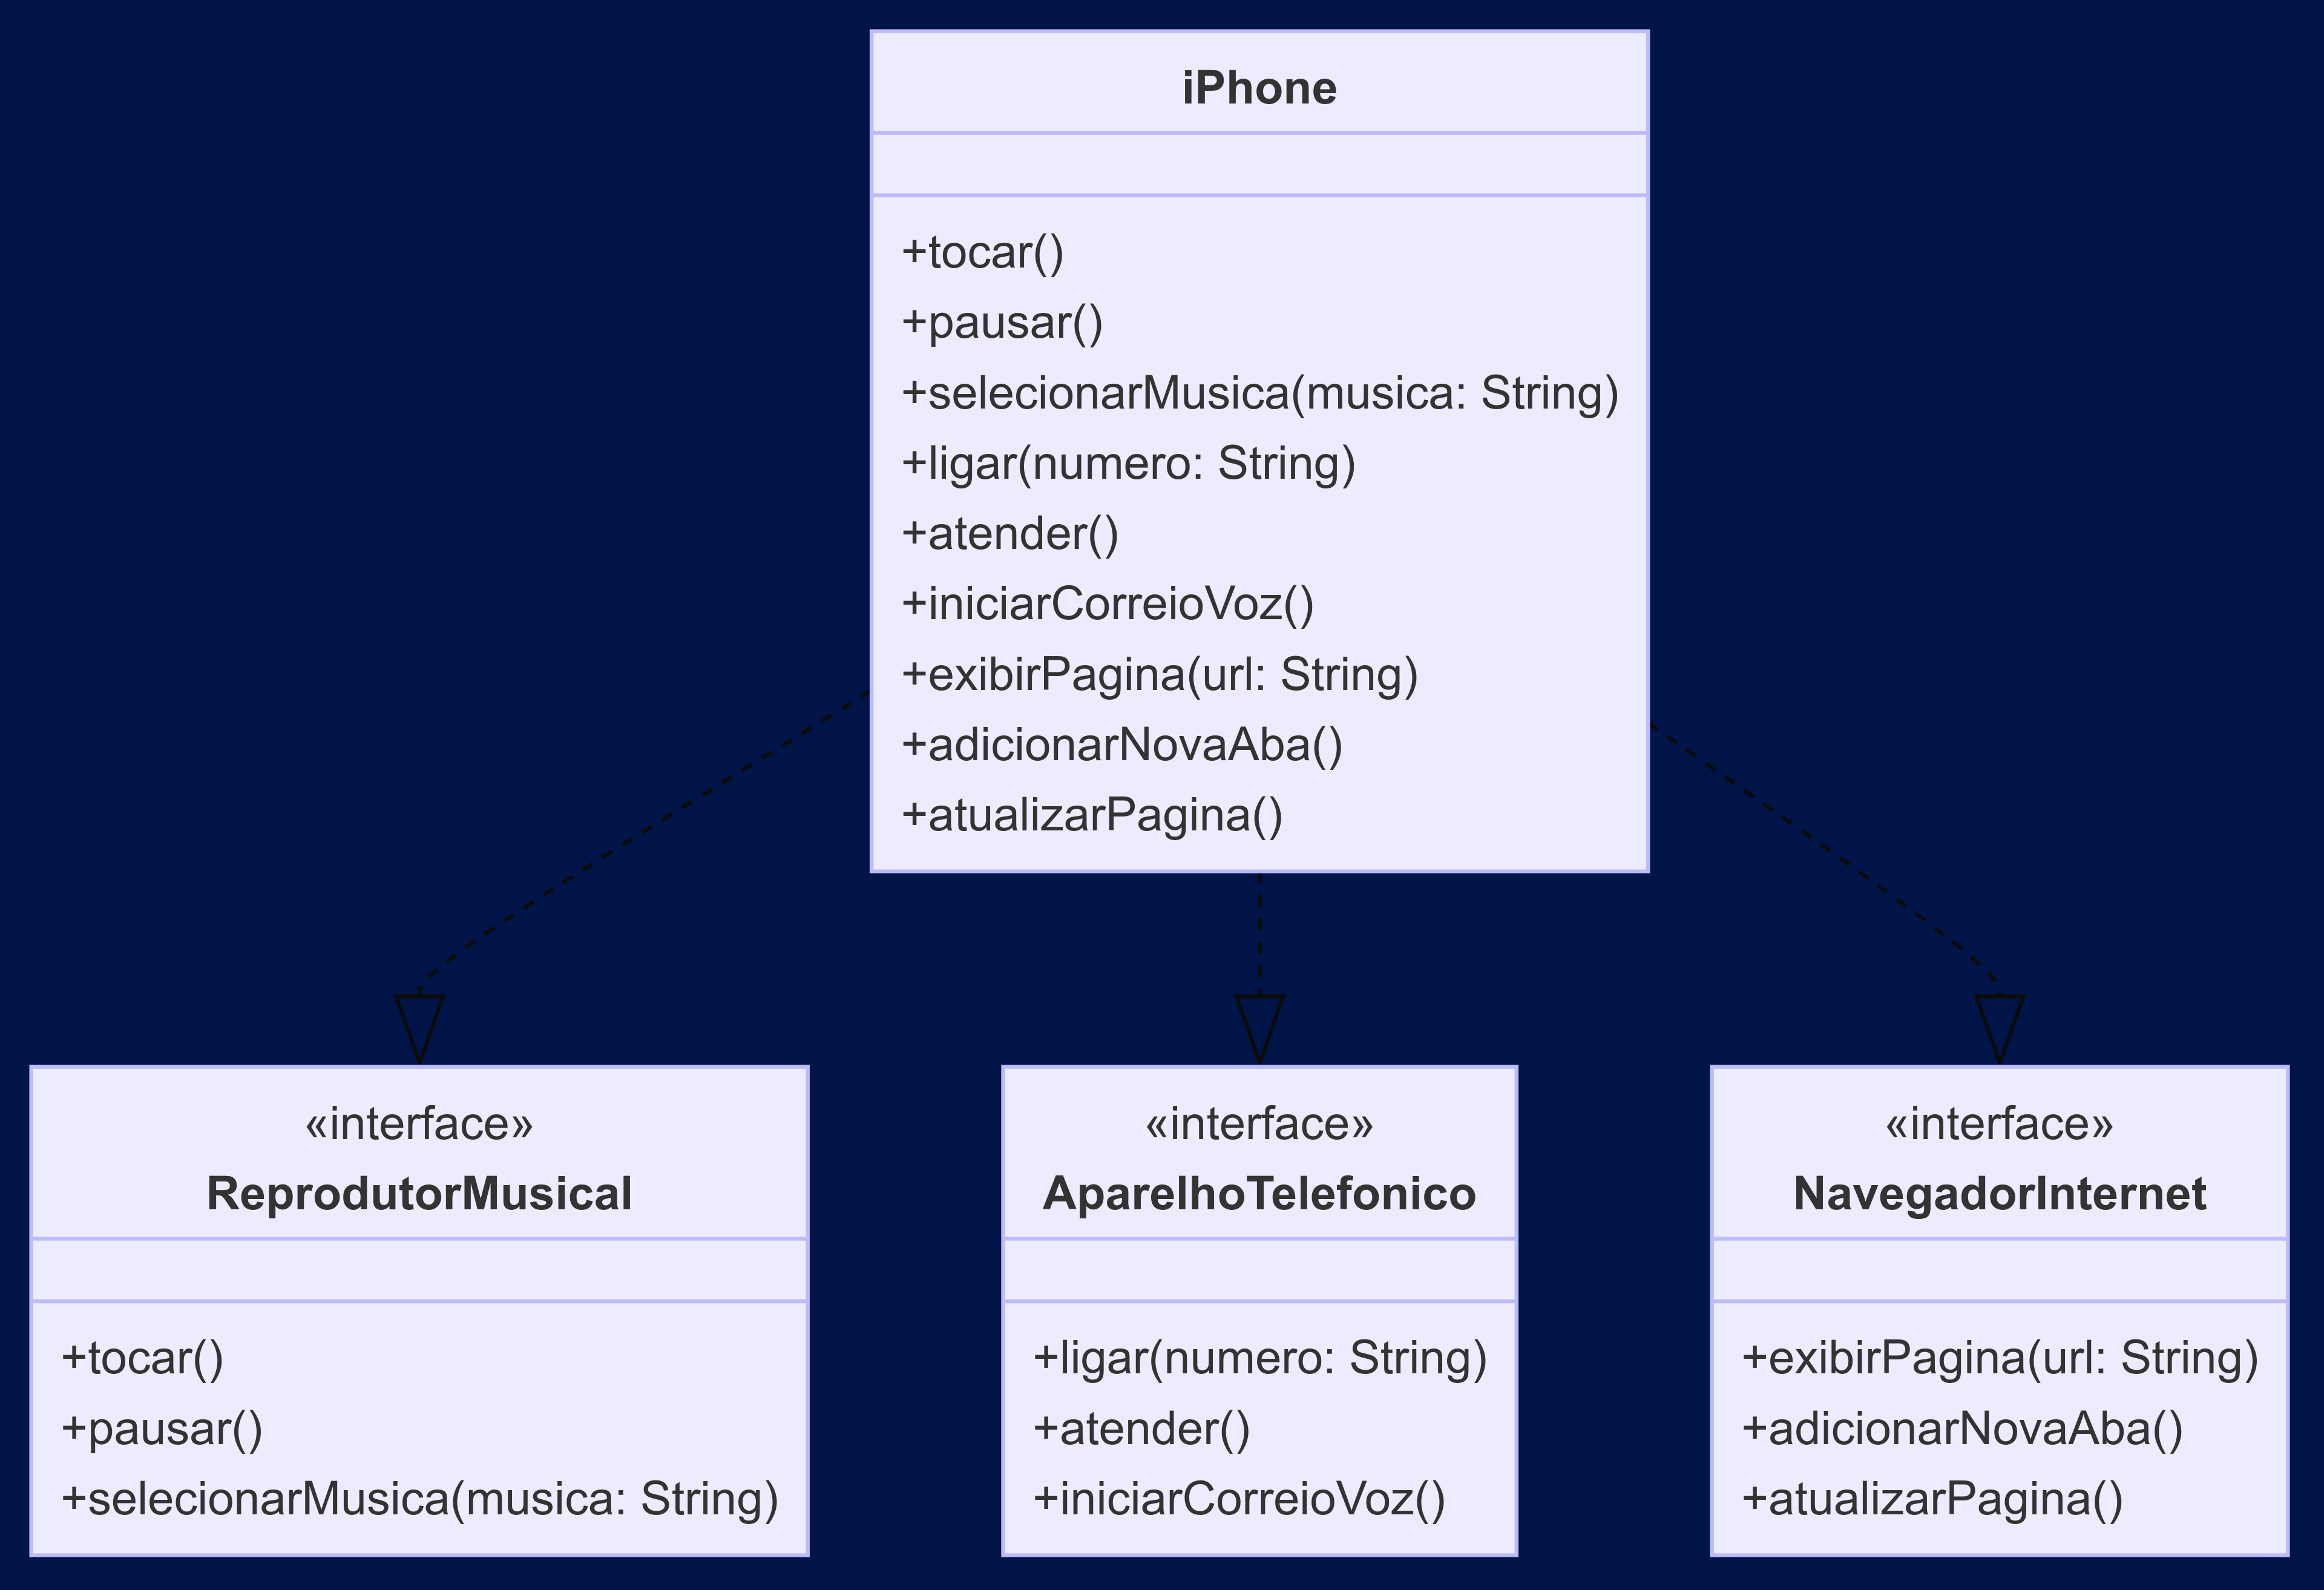 iPhone
+tocar()
+pausar()
+selecionarMusica(musica: String)
+ligar(numero: String)
+atender()
+iniciarCorreioVoz()
+exibirPagina(url: String)
+adicionarNovaAba()
+atualizarPagina()
«interface»
ReprodutorMusical
+tocar()
+pausar()
+selecionarMusica(musica: String)
«interface»
AparelhoTelefonico
+ligar(numero: String)
+atender()
+iniciarCorreioVoz()
«interface»
NavegadorInternet
+exibirPagina(url: String)
+adicionarNovaAba()
+atualizarPagina()